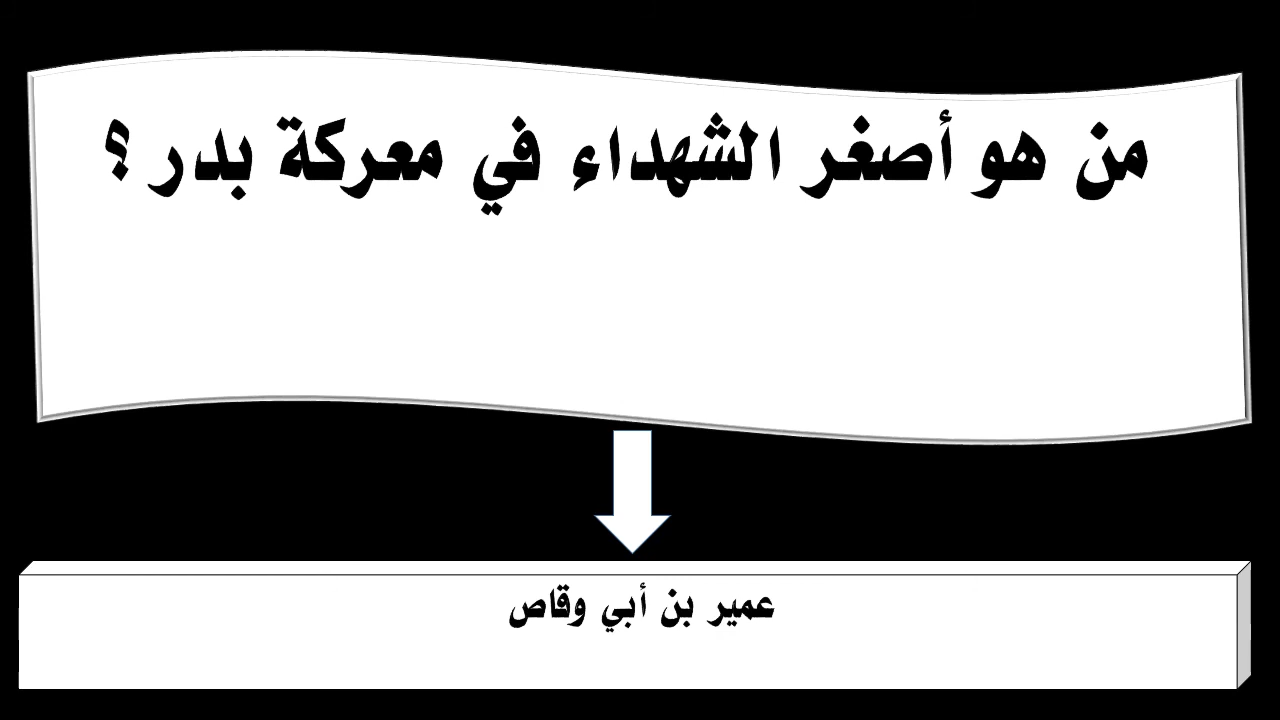 من هو أصغر الشهداء في معركة بدر ؟
عمير بن أبي وقاص